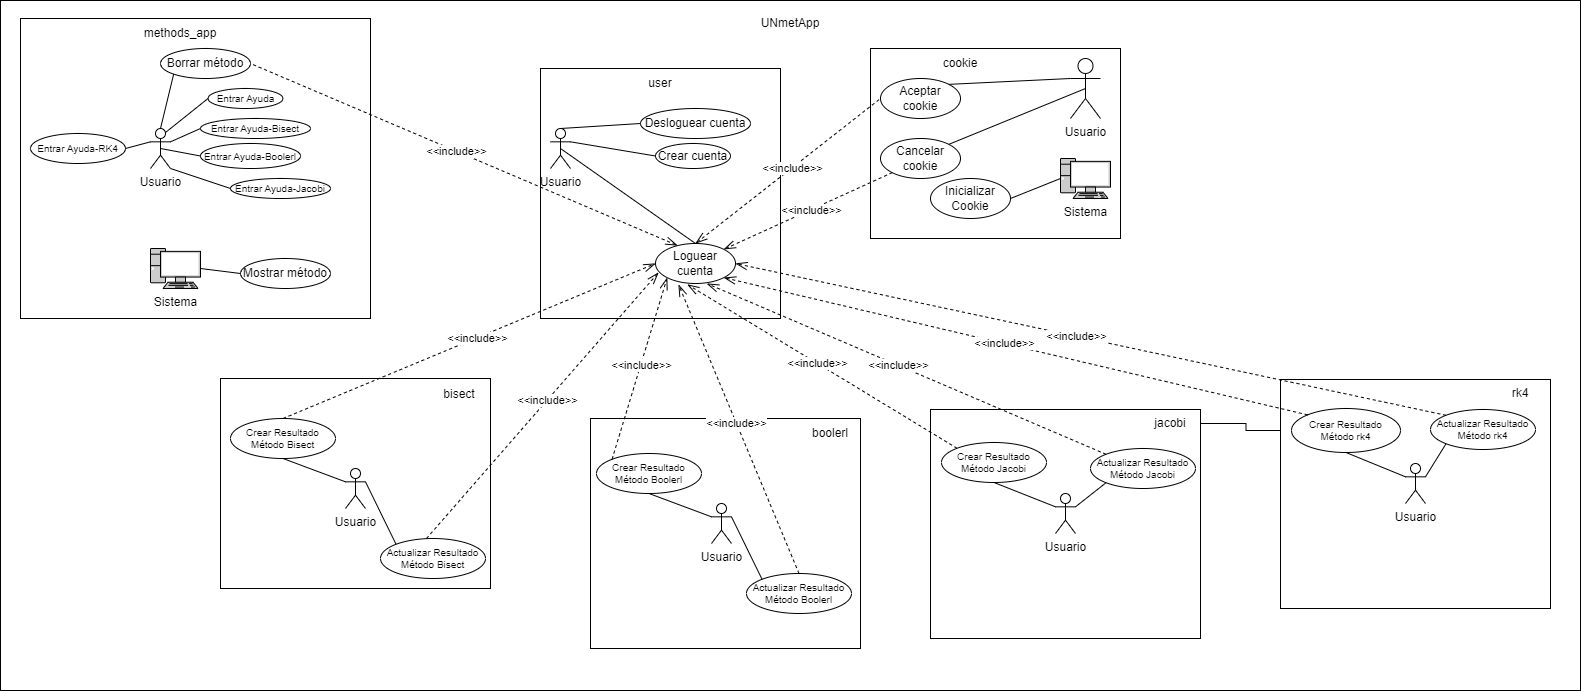 UNmetApp
methods_app
Borrar método
Entrar Ayuda
Entrar Ayuda-Bisect
Entrar Ayuda-RK4
Entrar Ayuda-Boolerl
Usuario
Entrar Ayuda-Jacobi
Sistema
Mostrar método
<<include>>
user
Desloguear cuenta
Crear cuenta
Usuario
Loguear
cuenta
cookie
Aceptar
cookie
Usuario
Cancelar
cookie
Inicializar
Cookie
Sistema
<<include>>
<<include>>
<<include>>
<<include>>
<<include>>
<<include>>
<<include>>
<<include>>
<<include>>
<<include>>
bisect
Crear Resultado
Método Bisect
Usuario
Actualizar Resultado
Método Bisect
boolerl
Crear Resultado
Método Boolerl
Usuario
Actualizar Resultado
Método Boolerl
jacobi
Crear Resultado
Método Jacobi
Actualizar Resultado
Método Jacobi
Usuario
rk4
Crear Resultado
Método rk4
Actualizar Resultado
Método rk4
Usuario